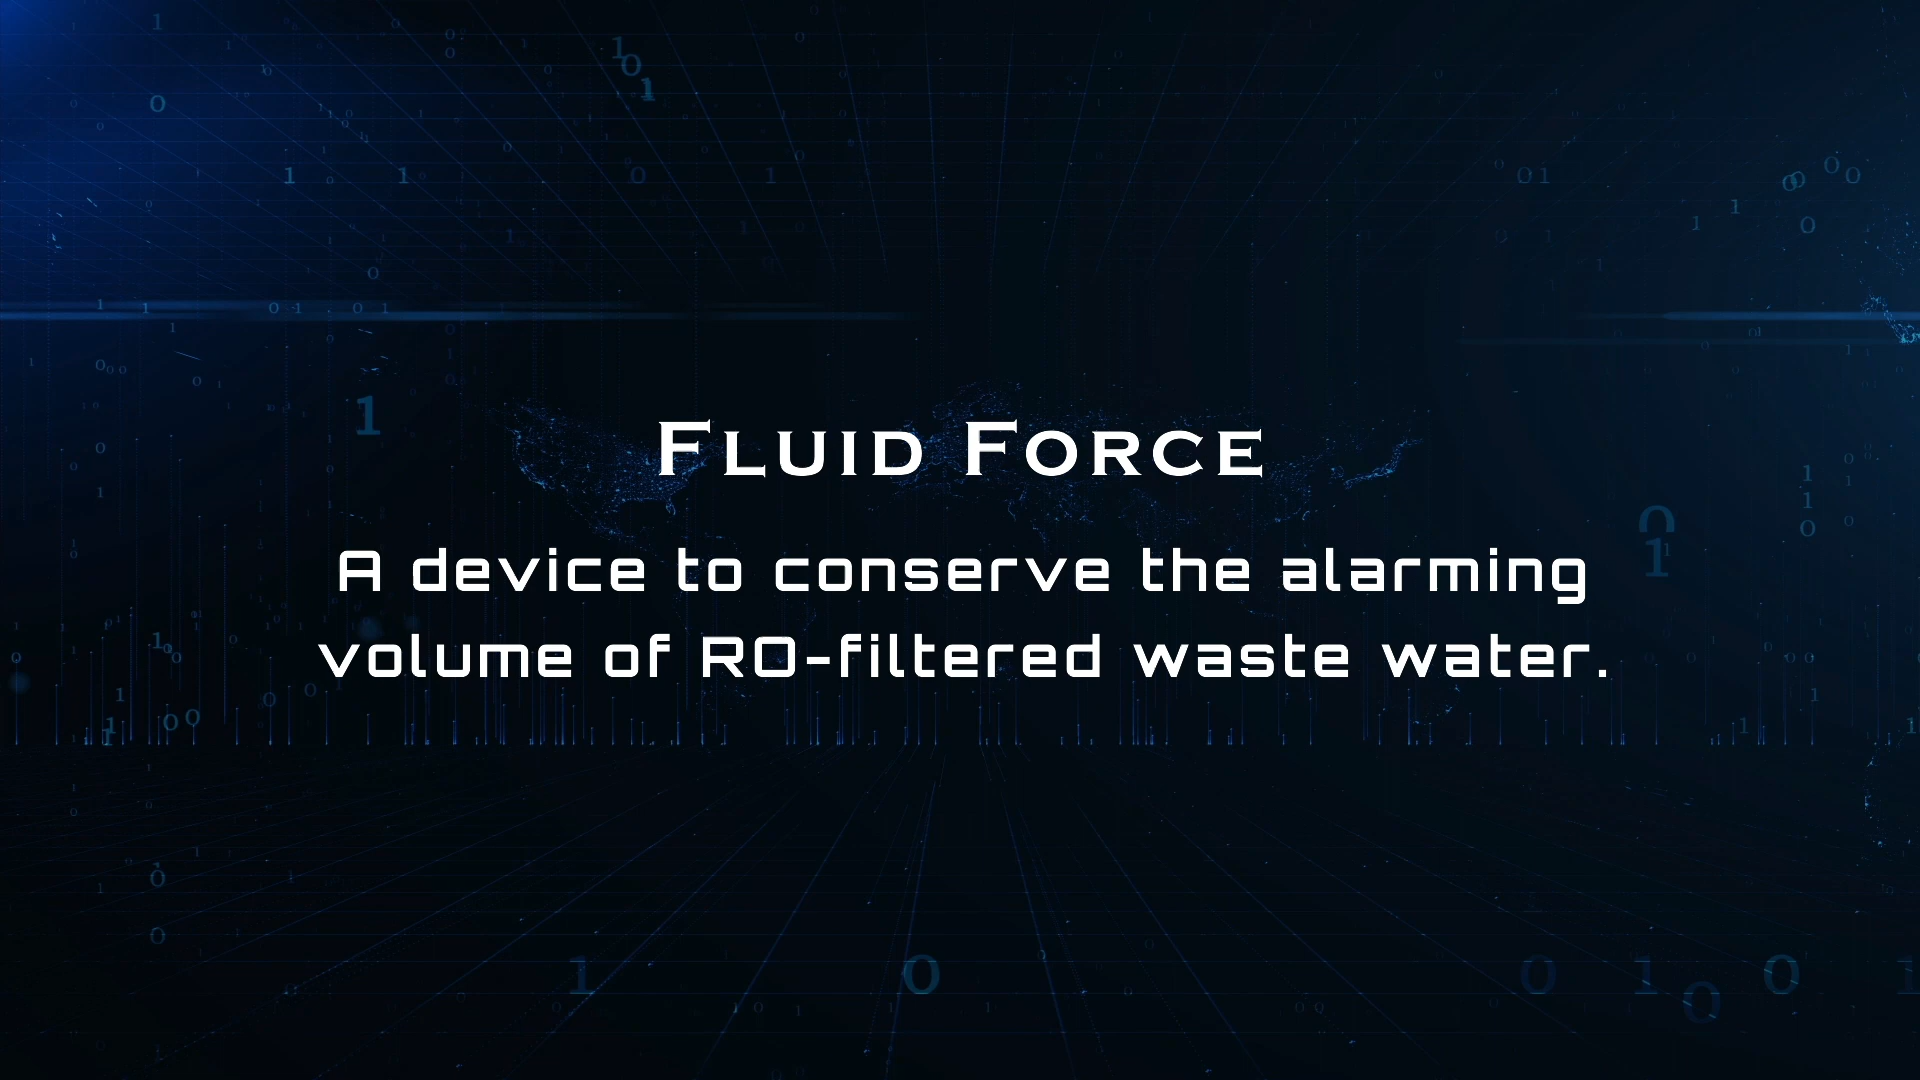 Fluid Force
A device to conserve the alarming
volume of RO-filtered waste water.